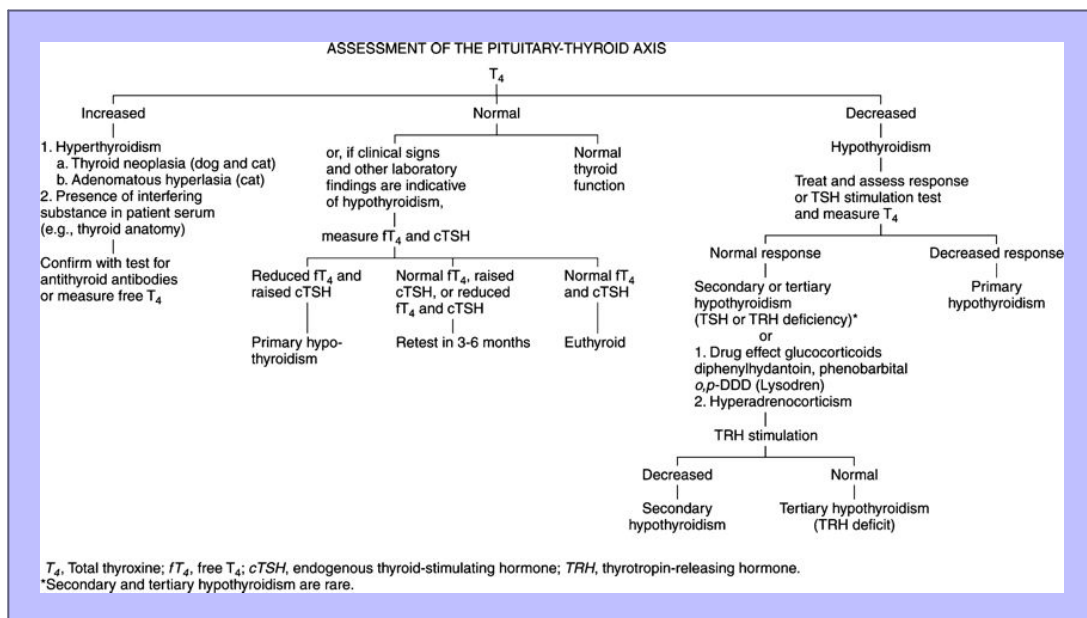 ASSESSMENT OF THE PITUITARY-THYROID AXIS
T4
Increased
Normal
Decreased
1. Hyperthyroidism
a. Thyroid neoplasia (dog and cat)
b. Adenomatous hyperlasia (cat)
2. Presence of interfering
substance in patient serum
(e.g., thyroid anatomy)
Confirm with test for
antithyroid antibodies
or measure free T4
or, if clinical signs
and other laboratory
findings are indicative
of hypothyroidism,
measure fT4 and cTSH
Normal
thyroid
function
Reduced fT4 and
raised cTSH
Primary hypo-
thyroidism
Normal fT4, raised
cTSH, or reduced
fT4 and cTSH
Retest in 3-6 months
Normal fT4
and cTSH
Euthyroid
Hypothyroidism
Treat and assess response
or TSH stimulation test
and measure T4
Normal response
Secondary or tertiary
hypothyroidism
(TSH or TRH deficiency)*
or
1. Drug effect glucocorticoids
diphenylhydantoin, phenobarbital
o,p-DDD (Lysodren)
2. Hyperadrenocorticism
Decreased response
Primary
hypothyroidism
TRH stimulation
Decreased
Secondary
hypothyroidism
Normal
Tertiary hypothyroidism
(TRH deficit)
T4, Total thyroxine; fT4, free T4; cTSH, endogenous thyroid-stimulating hormone; TRH, thyrotropin-releasing hormone.
*Secondary and tertiary hypothyroidism are rare.